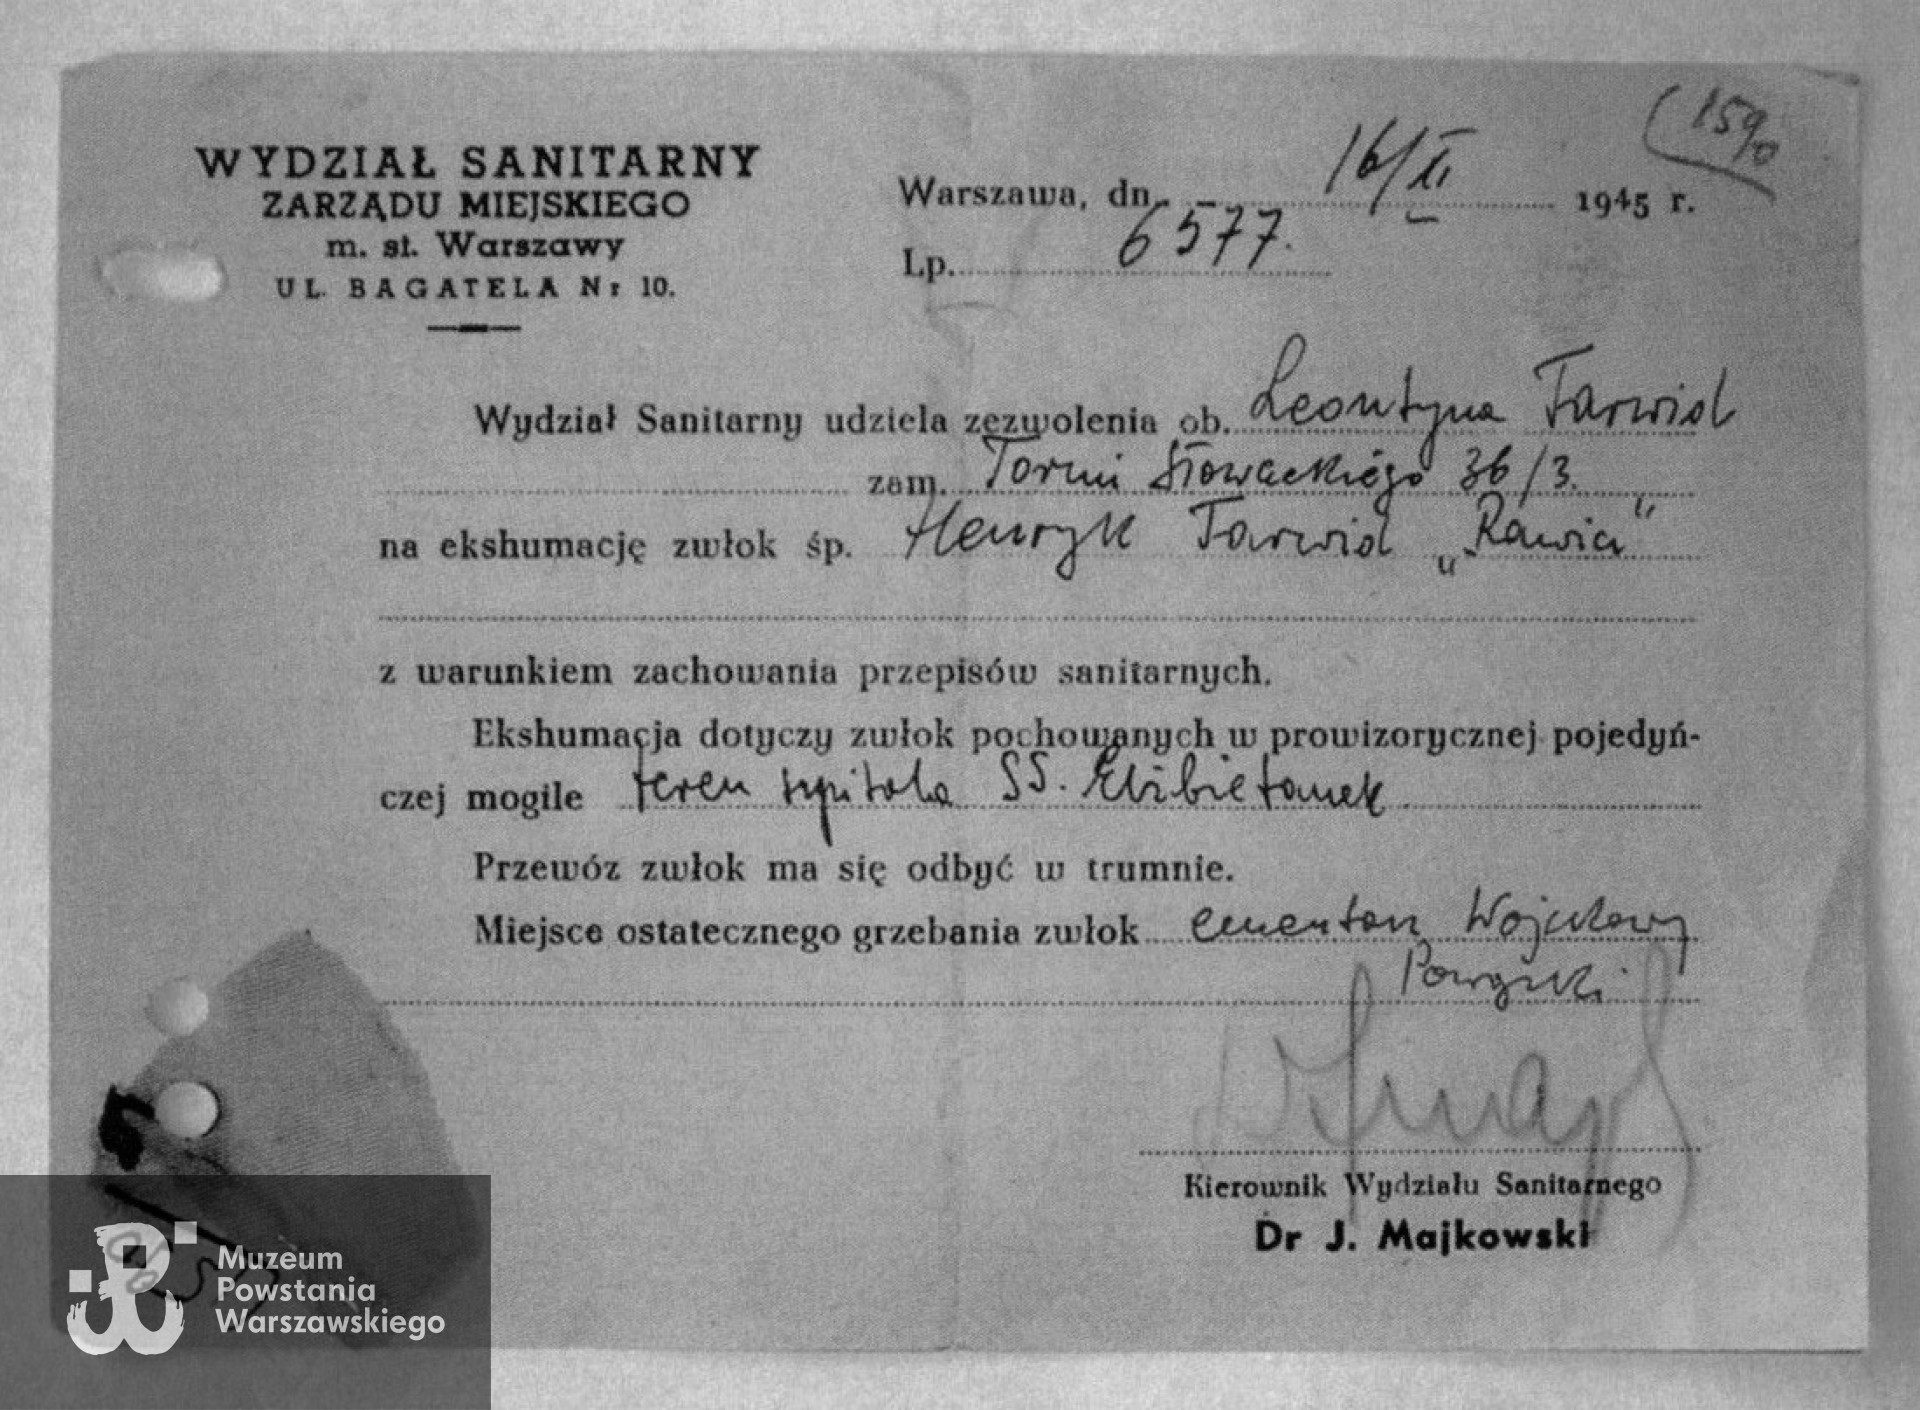 1590
WYDZIAŁ SANITARNY
ZARZĄDU MIEJSKIEGO
m. st. Warszawy
UL. BAGATELA Nr 10.
Warszawa, dn. 16/II 1945 r.
Lp. 6577.
Wydział Sanitarny udziela zezwolenia ob. Leontyna Tarwid
zam. Toruń Słowackiego 36/3.
na ekshumację zwłok śp. Henryk Tarwid „Rawicz"
z warunkiem zachowania przepisów sanitarnych.
Ekshumacja dotyczy zwłok pochowanych w prowizorycznej pojedyń-
czej mogile teren szpitala SS. Elżbietanek
Przewóz zwłok ma się odbyć w trumnie.
Miejsce ostatecznego grzebania zwłok cmentarz Wojskowy
Powązki
Kierownik Wydziału Sanitarnego
Dr J. Majkowski
Muzeum
Powstania
Warszawskiego